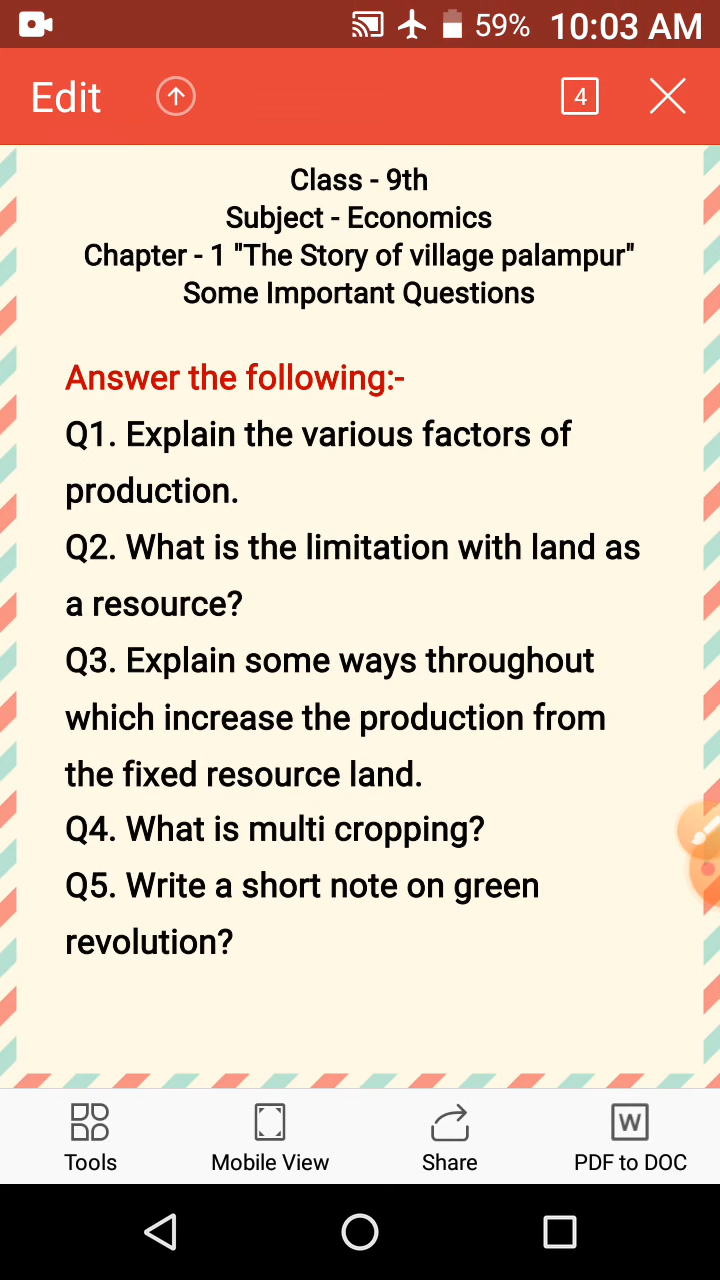 59% 10:03 AM
Edit 4
Class - 9th
Subject - Economics
Chapter - 1 "The Story of village palampur"
Some Important Questions
Answer the following:-
Q1. Explain the various factors of
production.
Q2. What is the limitation with land as
a resource?
Q3. Explain some ways throughout
which increase the production from
the fixed resource land.
Q4. What is multi cropping?
Q5. Write a short note on green
revolution?
W
Tools Mobile View Share PDF to DOC